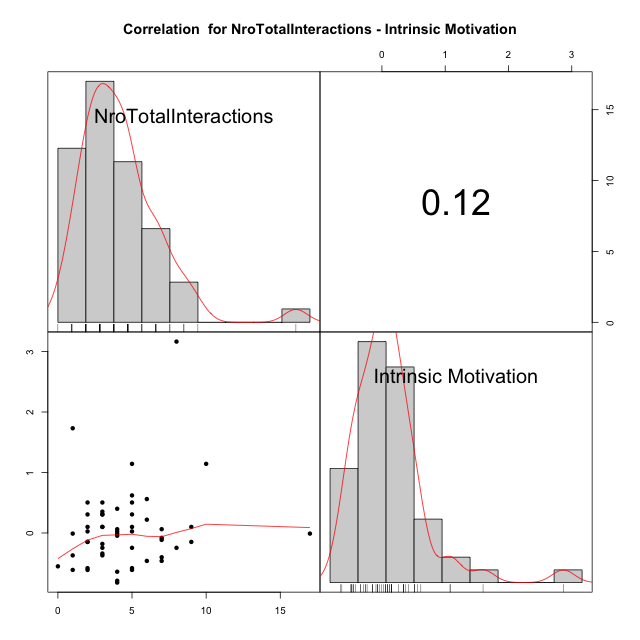 Correlation  for NroTotalInteractions - Intrinsic Motivation
0 1 2 3
NroTotalInteractions
0.12
0 5 10 15
Intrinsic Motivation
0 1 2 3
0 5 10 15